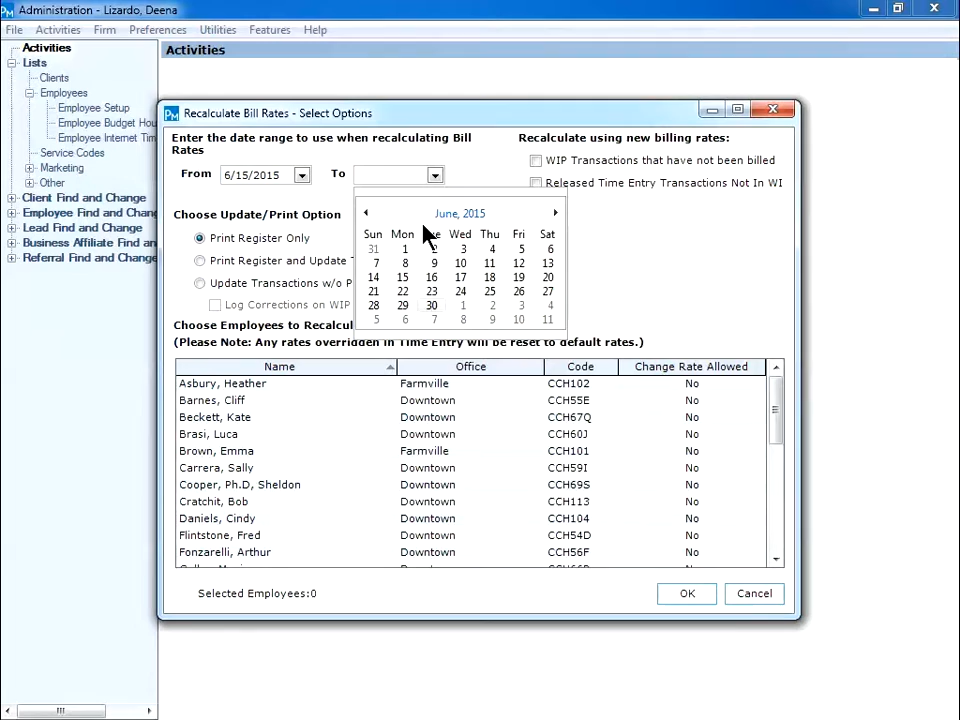 Administration - Lizardo, Deena
File Activities Firm Preferences Utilities Features Help
Activities
Lists
Clients
Employees
Employee Setup
Employee Budget Hou
Employee Internet Tim
Service Codes
Marketing
Other
Client Find and Change
Employee Find and Chang
Lead Find and Change
Business Affiliate Find an
Referral Find and Change
Activities
PM Recalculate Bill Rates - Select Options
Enter the date range to use when recalculating Bill
Rates
From 6/15/2015 To
Recalculate using new billing rates:
WIP Transactions that have not been billed
Released Time Entry Transactions Not In WI
Choose Update/Print Option
Print Register Only
Print Register and Update T
Update Transactions w/o P
Log Corrections on WIP
June, 2015
Sun Mon Wed Thu Fri Sat
31 1 2 3 4 5 6
7 8 9 10 11 12 13
14 15 16 17 18 19 20
21 22 23 24 25 26 27
28 29 30 1 2 3 4
5 6 7 8 9 10 11
Choose Employees to Recalcul
(Please Note: Any rates overridden in Time Entry will be reset to default rates.)
Name Office Code Change Rate Allowed
Asbury, Heather Farmville CCH102 No
Barnes, Cliff Downtown CCH55E No
Beckett, Kate Downtown CCH67Q No
Brasi, Luca Downtown CCH60J No
Brown, Emma Farmville CCH101 No
Carrera, Sally Downtown CCH59I No
Cooper, Ph.D, Sheldon Downtown CCH69S No
Cratchit, Bob Downtown CCH113 No
Daniels, Cindy Downtown CCH104 No
Flintstone, Fred Downtown CCH54D No
Fonzarelli, Arthur Downtown CCH56F No
Selected Employees:0
OK Cancel